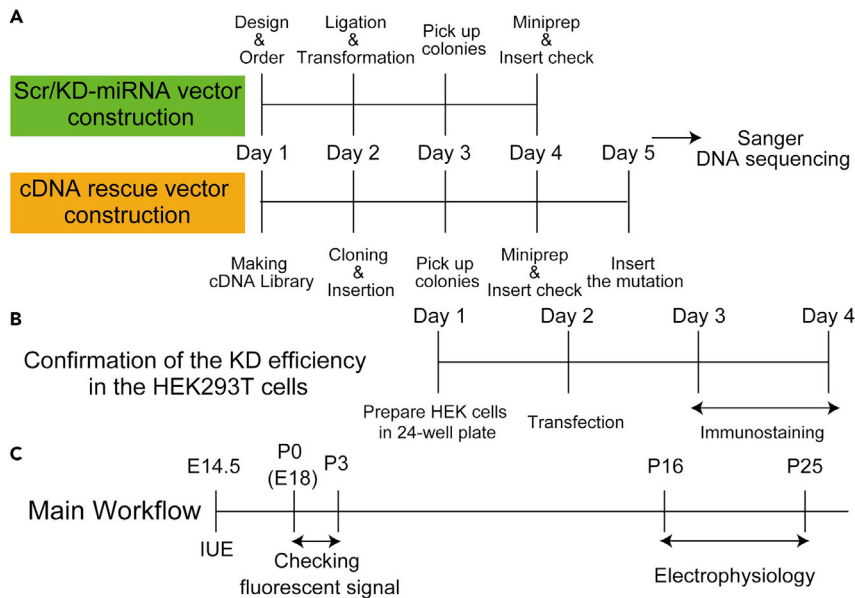 A
Design
&
Order
Ligation
&
Transformation
Pick up
colonies
Miniprep
&
Insert check
Scr/KD-miRNA vector
construction
Day 1
Day 2
Day 3
Day 4
Day 5
Sanger
DNA sequencing
cDNA rescue vector
construction
Making
cDNA Library
Cloning
&
Insertion
Pick up
colonies
Miniprep
&
Insert check
Insert
the mutation
B
Day 1
Day 2
Day 3
Day 4
Confirmation of the KD efficiency
in the HEK293T cells
Prepare HEK cells
in 24-well plate
Transfection
Immunostaining
C
E14.5
P0
(E18)
P3
P16
P25
Main Workflow
IUE
Checking
fluorescent signal
Electrophysiology